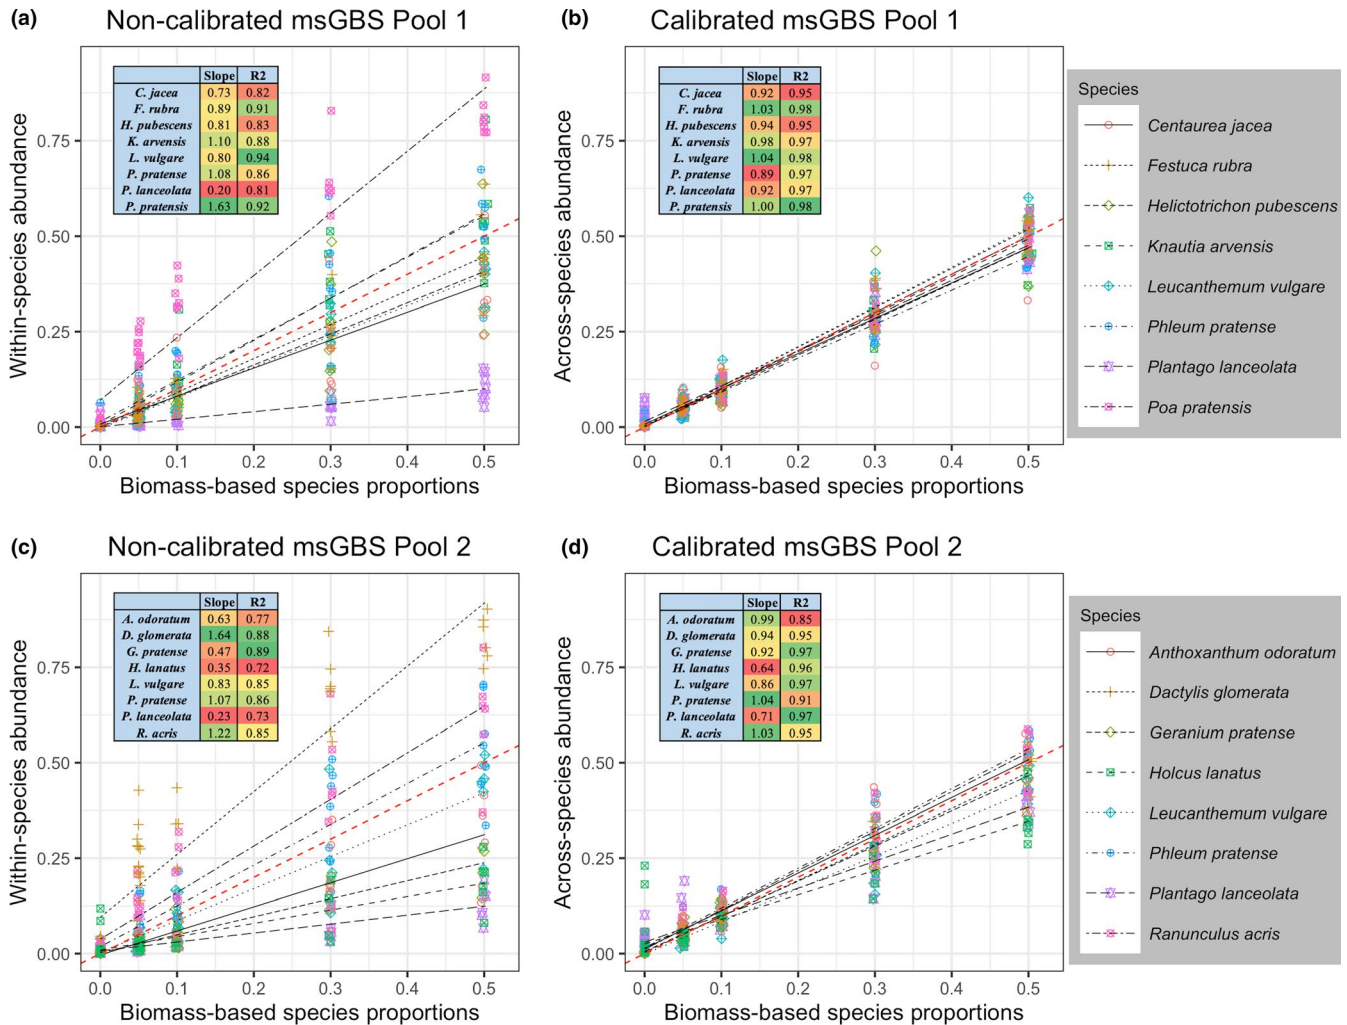 (a) Non-calibrated msGBS Pool 1
Within-species abundance
0.75
0.50
0.25
0.00
Slope R2
C. jacea 0.73 0.82
F. rubra 0.89 0.91
H. pubescens 0.81 0.83
K. arvensis 1.10 0.88
L. vulgare 0.80 0.94
P. pratense 1.08 0.86
P. lanceolata 0.20 0.81
P. pratensis 1.63 0.92
0.0 0.1 0.2 0.3 0.4 0.5
Biomass-based species proportions
(b) Calibrated msGBS Pool 1
Across-species abundance
0.75
0.50
0.25
0.00
Slope R2
C. jacea 0.92 0.95
F. rubra 1.03 0.98
H. pubescens 0.94 0.95
K. arvensis 0.98 0.97
L. vulgare 1.04 0.98
P. pratense 0.89 0.97
P. lanceolata 0.92 0.97
P. pratensis 1.00 0.98
0.0 0.1 0.2 0.3 0.4 0.5
Biomass-based species proportions
Species
Centaurea jacea
Festuca rubra
Helictotrichon pubescens
Knautia arvensis
Leucanthemum vulgare
Phleum pratense
Plantago lanceolata
Poa pratensis
(c) Non-calibrated msGBS Pool 2
Within-species abundance
0.75
0.50
0.25
0.00
Slope R2
A. odoratum 0.63 0.77
D. glomerata 1.64 0.88
G. pratense 0.47 0.89
H. lanatus 0.35 0.72
L. vulgare 0.83 0.85
P. pratense 1.07 0.86
P. lanceolata 0.23 0.73
R. acris 1.22 0.85
0.0 0.1 0.2 0.3 0.4 0.5
Biomass-based species proportions
(d) Calibrated msGBS Pool 2
Across-species abundance
0.75
0.50
0.25
0.00
Slope R2
A. odoratum 0.99 0.85
D. glomerata 0.94 0.95
G. pratense 0.92 0.97
H. lanatus 0.64 0.96
L. vulgare 0.86 0.97
P. pratense 1.04 0.91
P. lanceolata 0.71 0.97
R. acris 1.03 0.95
0.0 0.1 0.2 0.3 0.4 0.5
Biomass-based species proportions
Species
Anthoxanthum odoratum
Dactylis glomerata
Geranium pratense
Holcus lanatus
Leucanthemum vulgare
Phleum pratense
Plantago lanceolata
Ranunculus acris